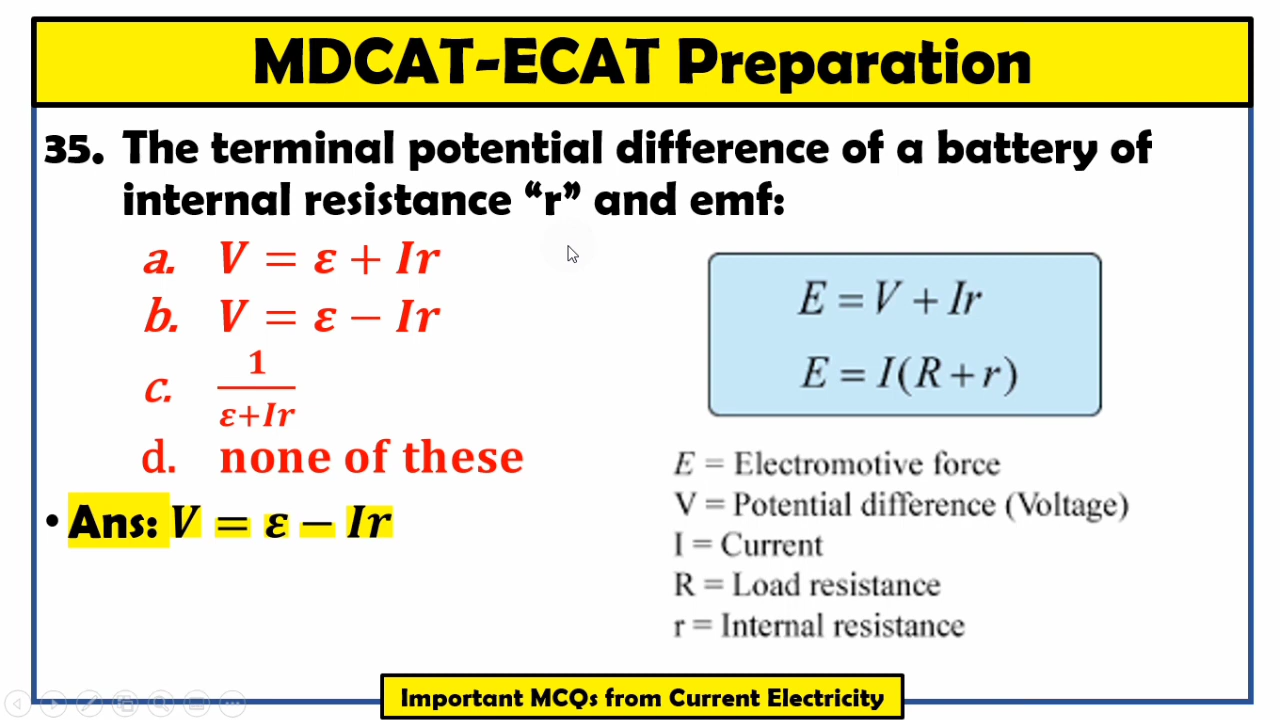 MDCAT-ECAT Preparation
35. The terminal potential difference of a battery of
internal resistance “r” and emf:
a. V = ε + Ir
b. V = ε − Ir
c. 1/(ε+Ir)
d. none of these
• Ans: V = ε − Ir
E = V + Ir
E = I(R + r)
E = Electromotive force
V = Potential difference (Voltage)
I = Current
R = Load resistance
r = Internal resistance
Important MCQs from Current Electricity